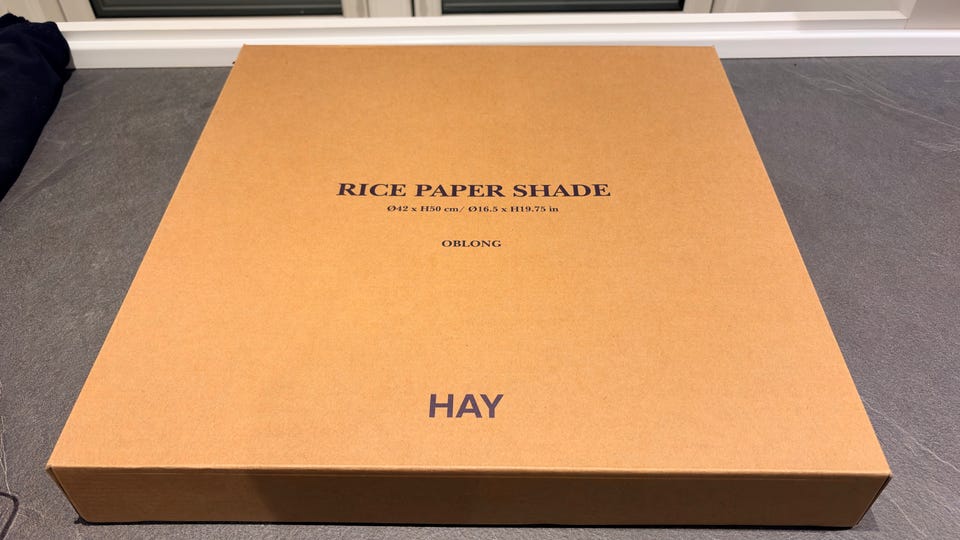 RICE PAPER SHADE
Ø42 x H50 cm/ Ø16.5 x H19.75 in
OBLONG
HAY